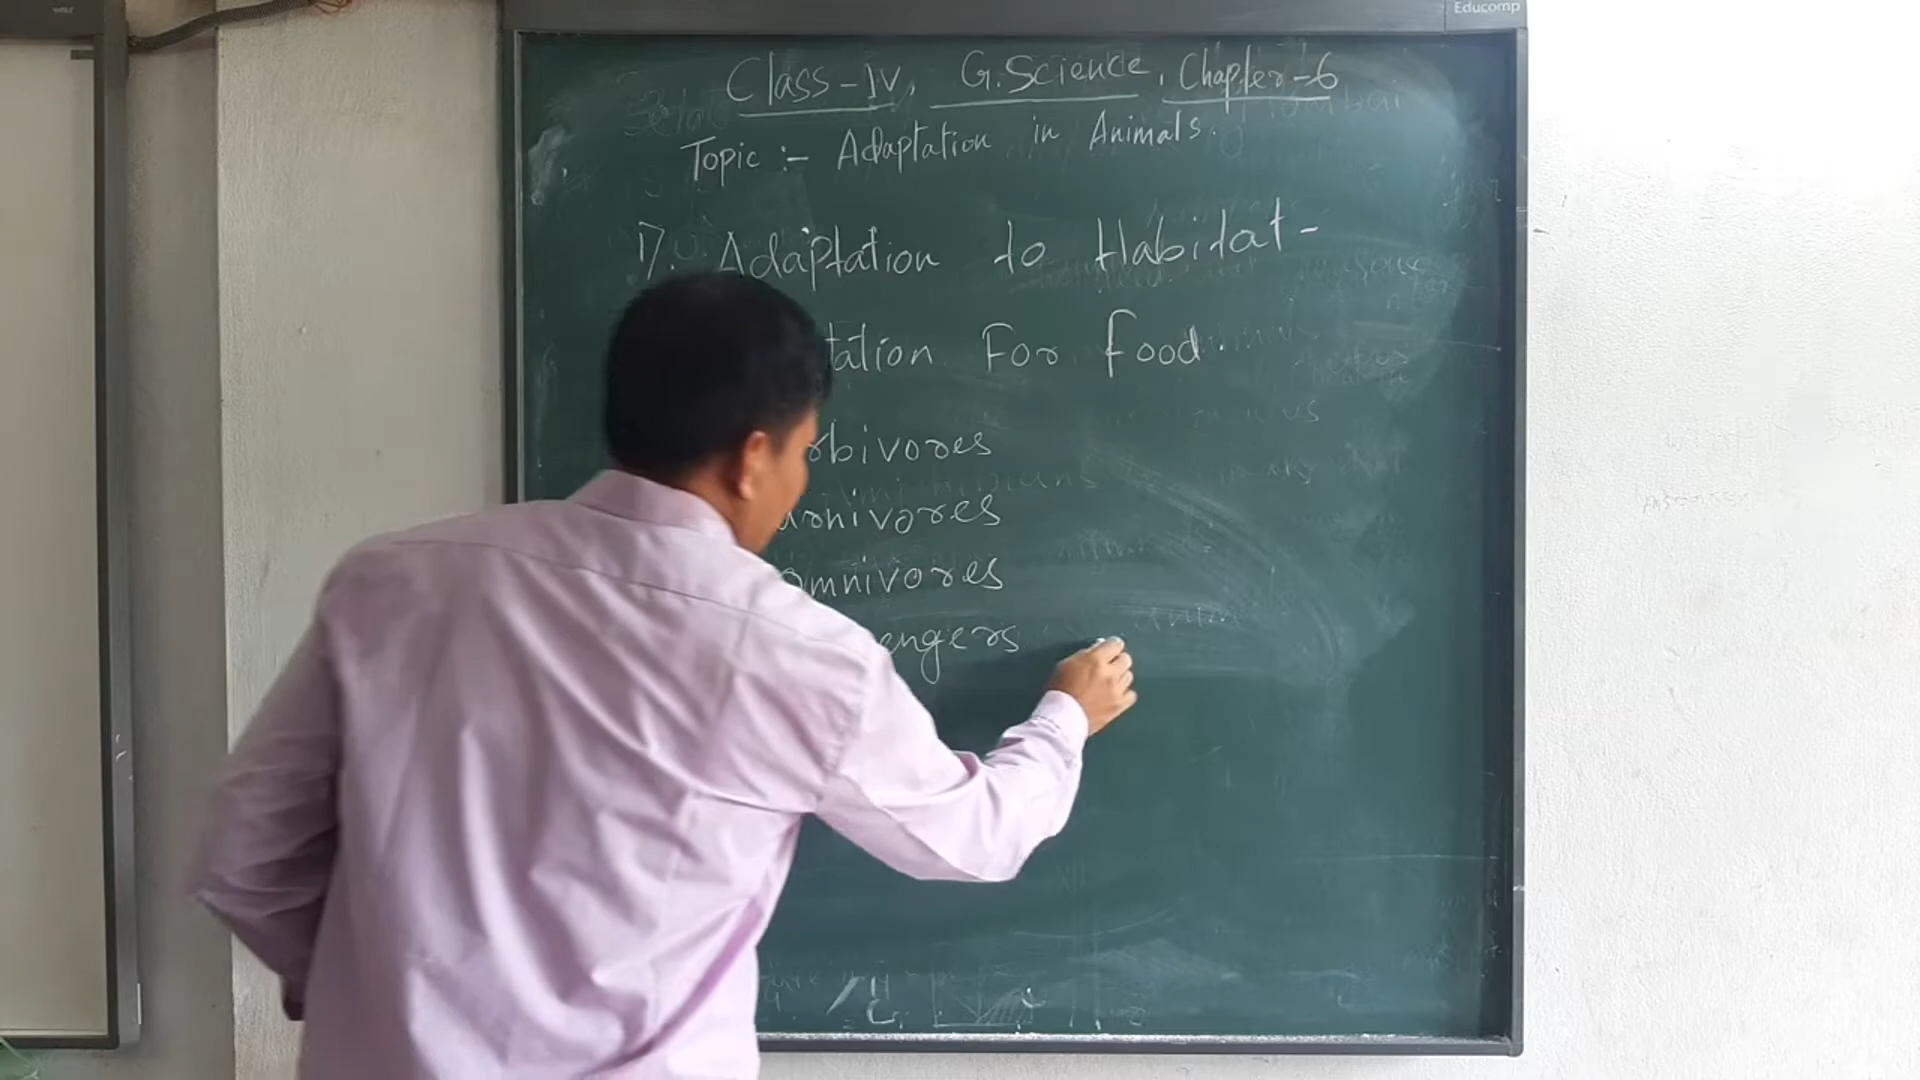 Educomp
Class-IV, G.Science, Chapter-6
Topic :- Adaptation in Animals.
1). Adaptation to Habitat-
tation For food.
rbivores
arnivores
omnivores
engers